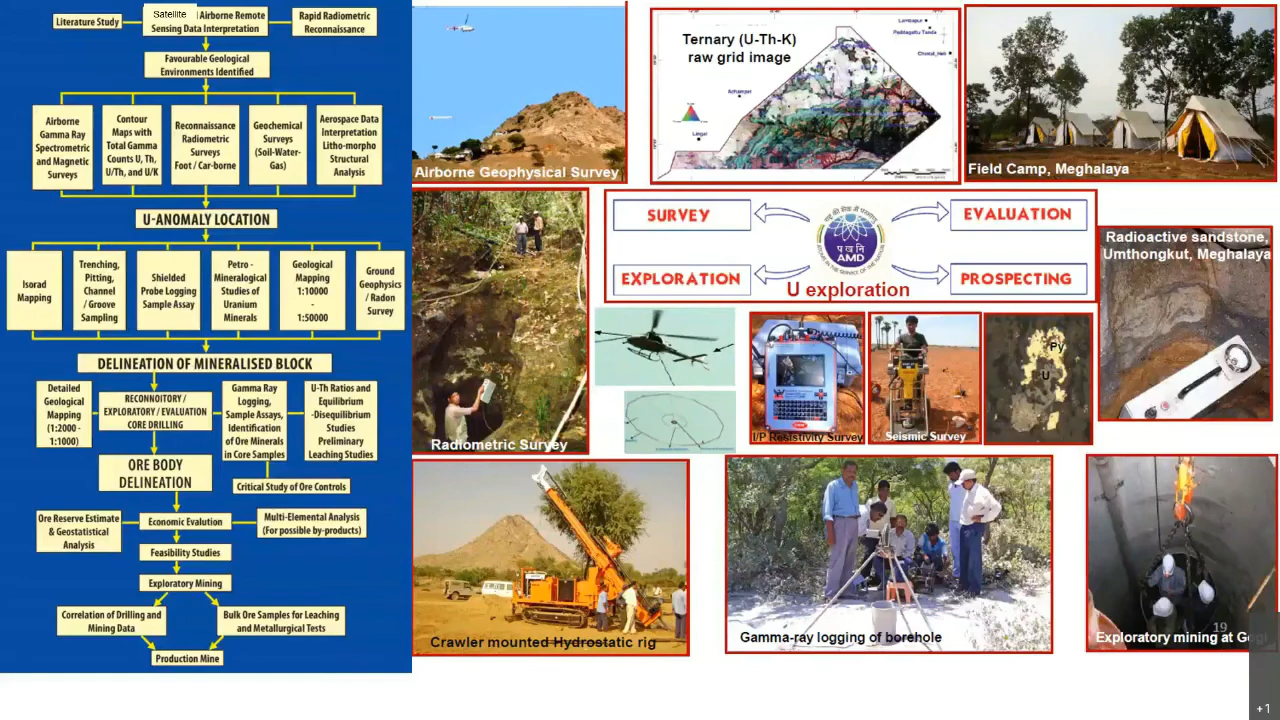 Literature Study
Satellite
Airborne Remote
Sensing Data Interpretation
Rapid Radiometric
Reconnaissance
Favourable Geological
Environments Identified
Airborne
Gamma Ray
Spectrometric
and Magnetic
Surveys
Contour
Maps with
Total Gamma
Counts U, Th,
U/Th, and U/K
Reconnaissance
Radiometric
Surveys
Foot / Car-borne
Geochemical
Surveys
(Soil-Water-
Gas)
Aerospace Data
Interpretation
Litho-morpho
Structural
Analysis
U-ANOMALY LOCATION
Isorad
Mapping
Trenching,
Pitting,
Channel
/ Groove
Sampling
Shielded
Probe Logging
Sample Assay
Petro -
Mineralogical
Studies of
Uranium
Minerals
Geological
Mapping
1:10000
-
1:50000
Ground
Geophysics
/ Radon
Survey
DELINEATION OF MINERALISED BLOCK
Detailed
Geological
Mapping
(1:2000 -
1:1000)
RECONNOITORY /
EXPLORATORY / EVALUATION
CORE DRILLING
Gamma Ray
Logging,
Sample Assays,
Identification
of Ore Minerals
in Core Samples
U-Th Ratios and
Equilibrium
-Disequilibrium
Studies
Preliminary
Leaching Studies
ORE BODY
DELINEATION
Critical Study of Ore Controls
Ore Reserve Estimate
& Geostatistical
Analysis
Economic Evalution
Multi-Elemental Analysis
(For possible by-products)
Feasibility Studies
Exploratory Mining
Correlation of Drilling and
Mining Data
Bulk Ore Samples for Leaching
and Metallurgical Tests
Production Mine
Airborne Geophysical Survey
Ternary (U-Th-K)
raw grid image
Lambapur
Peddagattu Tanda
Azhampet
Lingal
Field Camp, Meghalaya
SURVEY
EVALUATION
EXPLORATION
PROSPECTING
प ख नि
AMD
U exploration
Radioactive sandstone,
Umthongkut, Meghalaya
Radiometric Survey
I/P Resistivity Survey
Seismic Survey
Py
U
Crawler mounted Hydrostatic rig
Gamma-ray logging of borehole
19
Exploratory mining at Gogi
+1